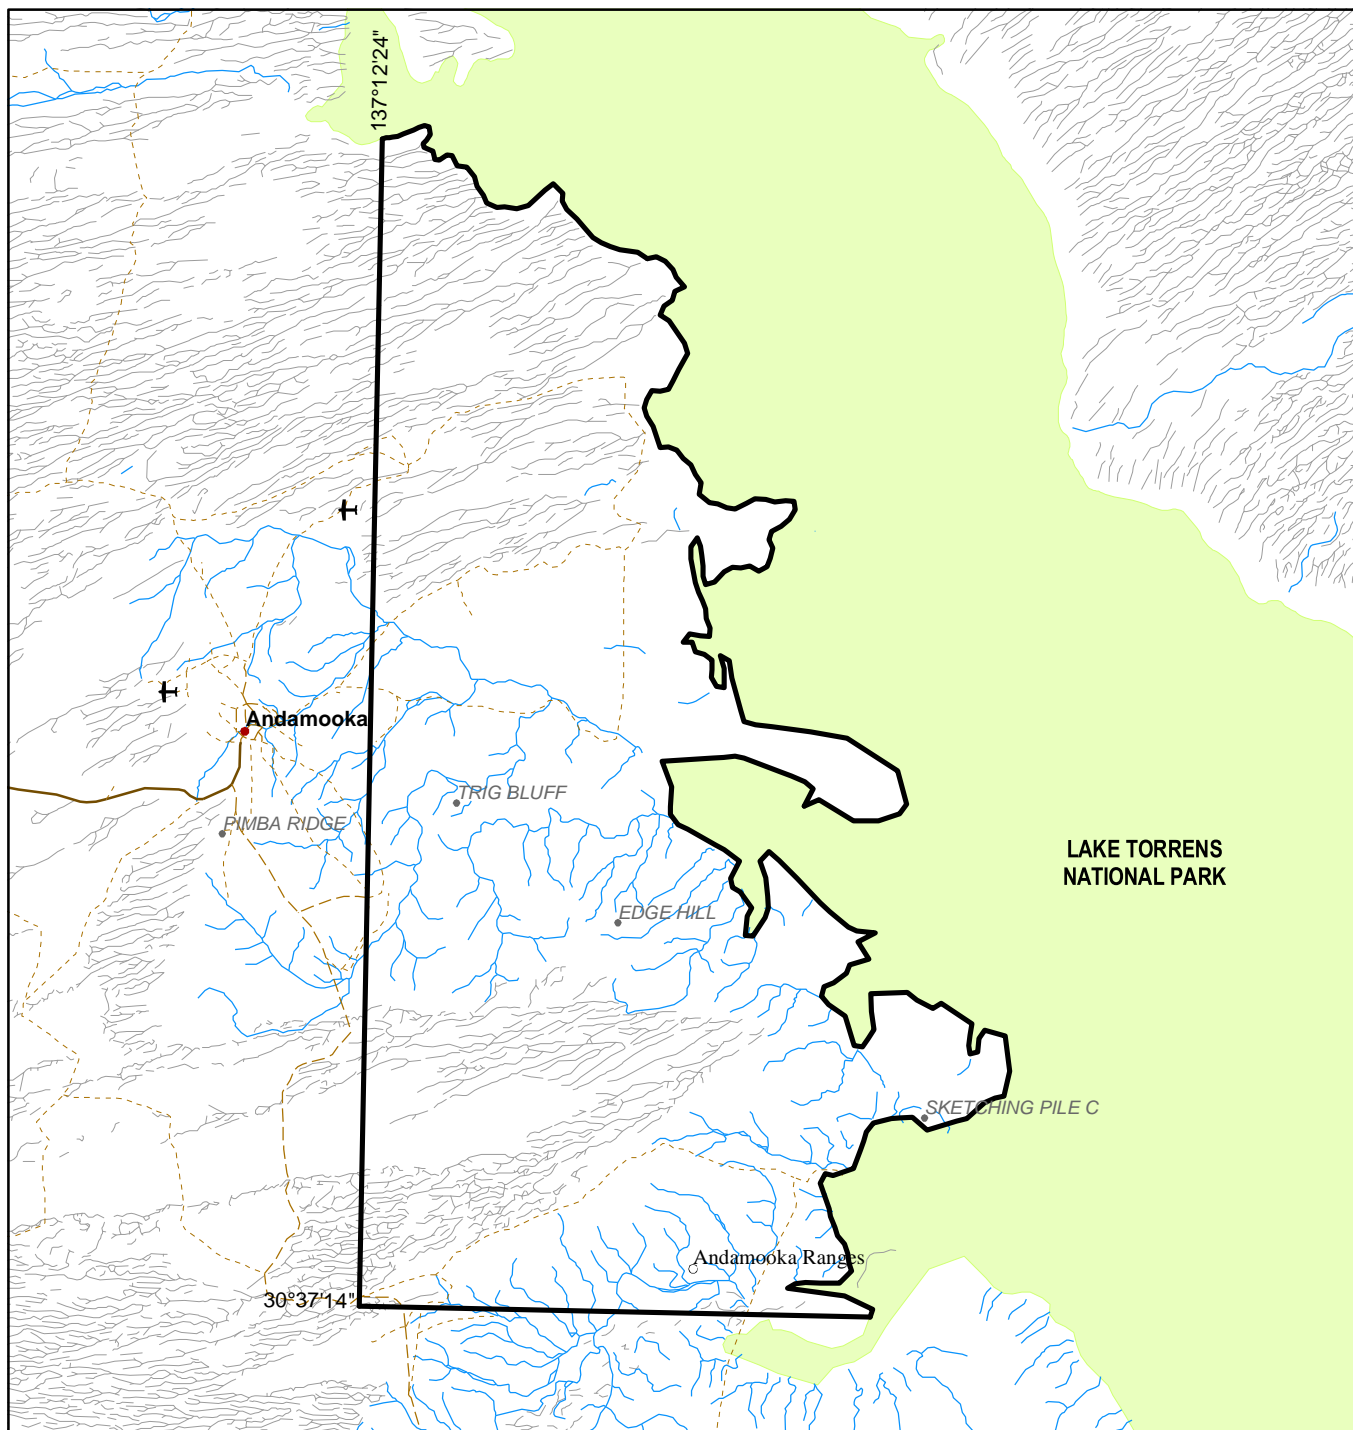 137°12'24"
Andamooka
TRIG BLUFF
PIMBA RIDGE
LAKE TORRENS
NATIONAL PARK
EDGE HILL
SKETCHING PILE C
Andamooka Ranges
30°37'14"